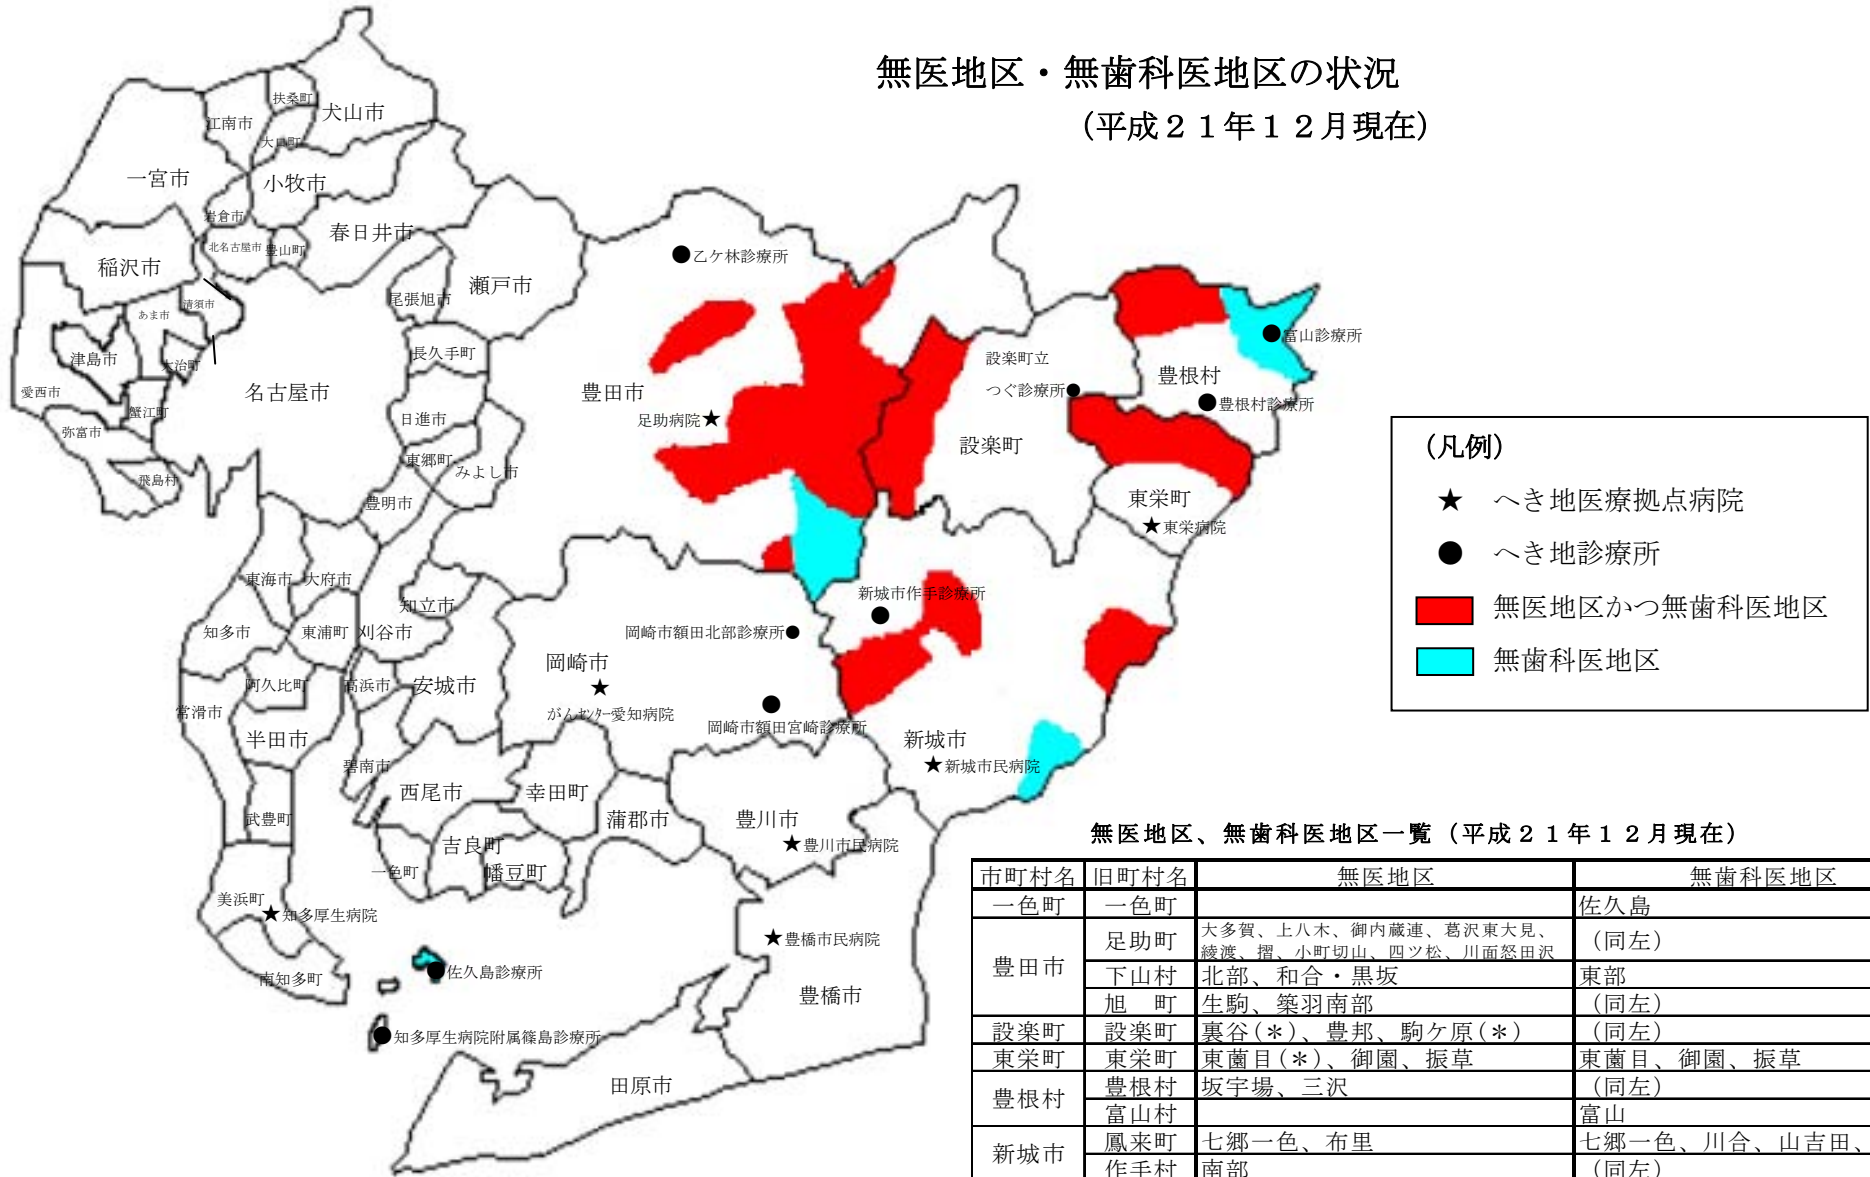 無医地区・無歯科医地区の状況
（平成２１年１２月現在）
扶桑町
犬山市
江南市
大口町
一宮市
小牧市
岩倉市
春日井市
北名古屋市
豊山町
稲沢市
瀬戸市
尾張旭市
清須市
あま市
乙ケ林診療所
津島市
大治町
長久手町
愛西市
名古屋市
豊田市
蟹江町
日進市
足助病院
弥富市
東郷町
みよし市
飛島村
豊明市
設楽町立
つぐ診療所
設楽町
富山診療所
豊根村
豊根村診療所
東栄町
東栄病院
（凡例）
★ へき地医療拠点病院
● へき地診療所
無医地区かつ無歯科医地区
無歯科医地区
東海市
大府市
知立市
知多市
東浦町
刈谷市
新城市作手診療所
岡崎市額田北部診療所
岡崎市
阿久比町
高浜市
安城市
がんセンター愛知病院
常滑市
岡崎市額田宮崎診療所
半田市
新城市
新城市民病院
碧南市
西尾市
幸田町
武豊町
蒲郡市
豊川市
豊川市民病院
吉良町
一色町
幡豆町
美浜町
知多厚生病院
豊橋市民病院
南知多町
佐久島診療所
豊橋市
知多厚生病院附属篠島診療所
田原市
無医地区、無歯科医地区一覧（平成２１年１２月現在）
市町村名 旧町村名 無医地区 無歯科医地区
一色町 一色町 佐久島
豊田市 足助町 大多賀、上八木、御内蔵連、葛沢東大見、
綾渡、摺、小町切山、四ツ松、川面怒田沢 （同左）
下山村 北部、和合・黒坂 東部
旭　町 生駒、築羽南部 （同左）
設楽町 設楽町 裏谷(＊)、豊邦、駒ケ原(＊) （同左）
東栄町 東栄町 東薗目(＊)、御園、振草 東薗目、御園、振草
豊根村 豊根村 坂宇場、三沢 （同左）
富山村 富山
新城市 鳳来町 七郷一色、布里 七郷一色、川合、山吉田、
作手村 南部 （同左）